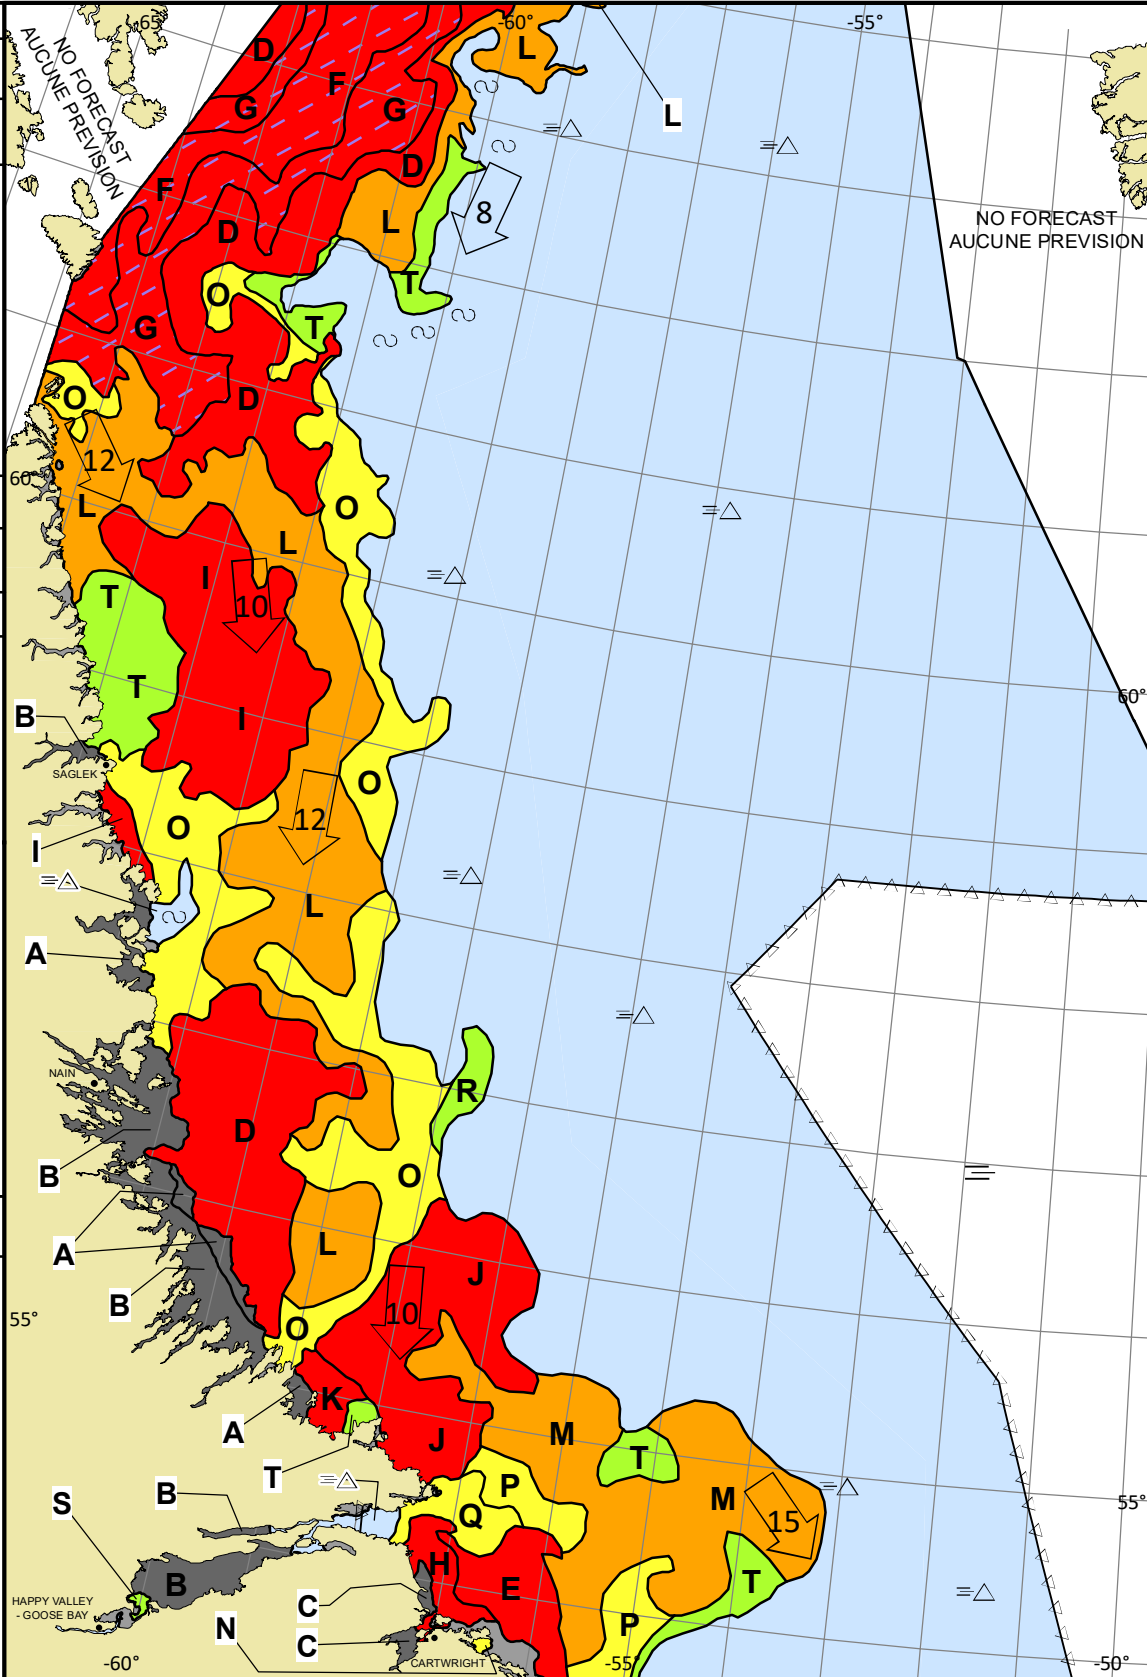 -65°
-60°
-55°
NO FORECAST
AUCUNE PREVISION
D
L
F
G
G
L
D
F
8
NO FORECAST
AUCUNE PREVISION
L
D
T
O
T
G
O
D
12
60°
L
O
L
I
T
10
T
60°
I
B
SAGLEK
O
12
O
I
L
A
NAIN
R
D
B
O
A
L
J
B
10
55°
O
K
A
M
J
T
T
P
M
B
S
Q
55°
15
H
E
T
B
HAPPY VALLEY
- GOOSE BAY
C
N
P
C
CARTWRIGHT
-60°
-55°
-50°